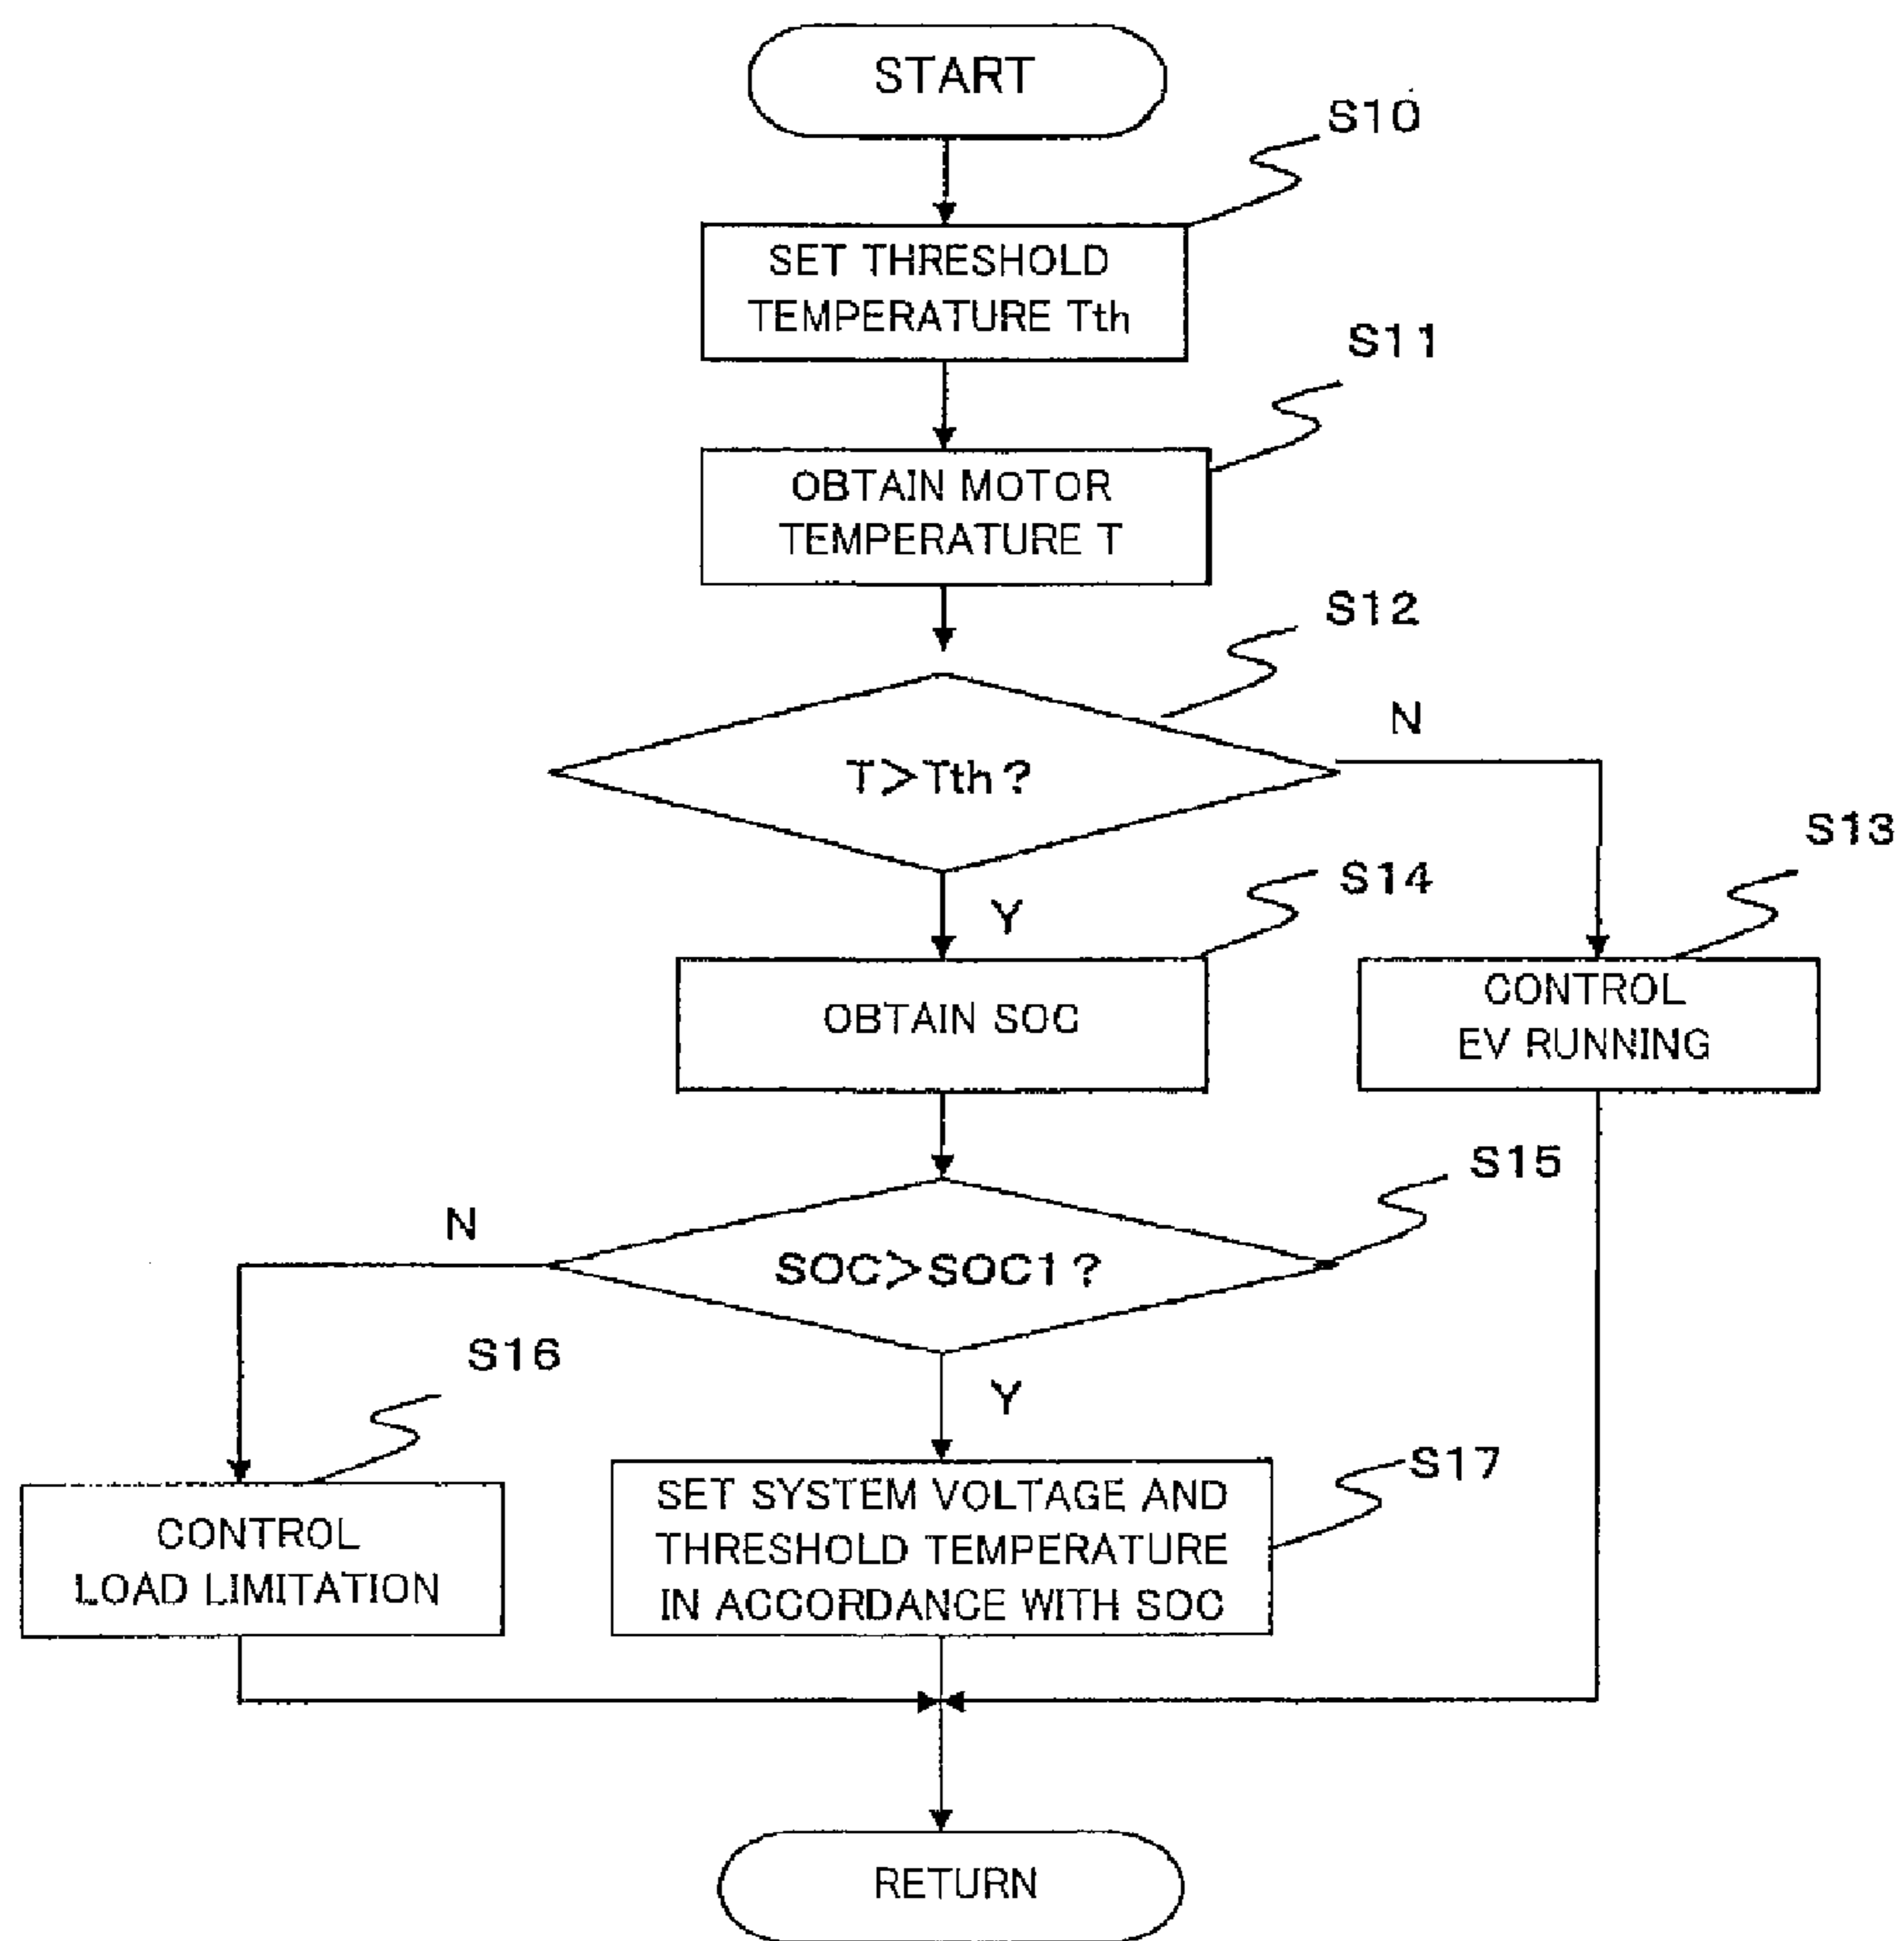 START
S10
SET THRESHOLD
TEMPERATURE Tth
S11
OBTAIN MOTOR
TEMPERATURE T
S12
T>Tth?
N
S13
Y
S14
OBTAIN SOC
CONTROL
EV RUNNING
S15
N
SOC>SOC1?
S16
Y
S17
CONTROL
LOAD LIMITATION
SET SYSTEM VOLTAGE AND
THRESHOLD TEMPERATURE
IN ACCORDANCE WITH SOC
RETURN